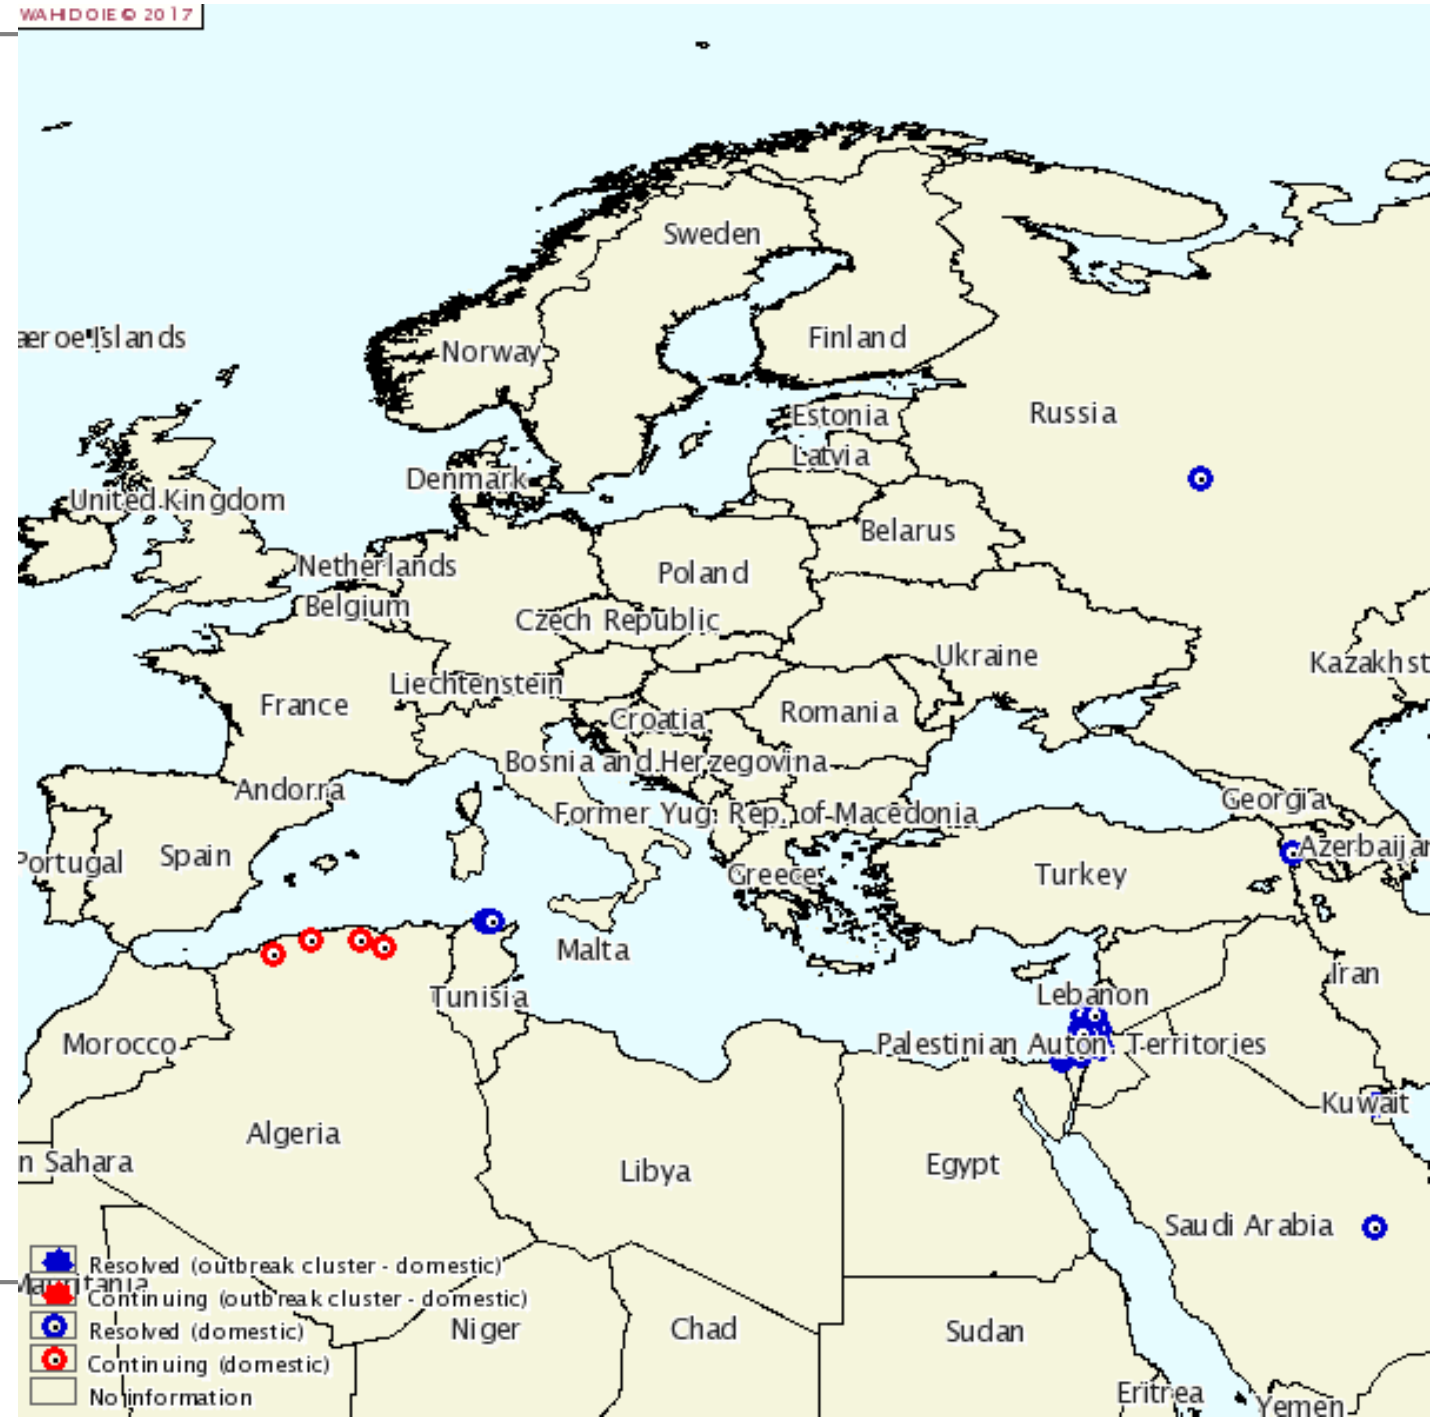 WAHIDOIE© 2017
Sweden
aeroe Islands
Norway
Finland
Estonia
Russia
Latvia
Denmark
United Kingdom
Belarus
Netherlands
Poland
Belgium
Czech Republic
Ukraine
Kazakhst
Liechtenstein
France
Croatia
Romania
Bosnia and Herzegovina
Andorra
Georgia
Former Yug. Rep. of Macedonia
Azerbaijan
Portugal
Spain
Greece
Turkey
Malta
Iran
Tunisia
Lebanon
Morocco
Palestinian Auton. Territories
Kuwait
Algeria
n Sahara
Libya
Egypt
Saudi Arabia
Resolved (outbreak cluster - domestic)
Mauritania
Continuing (outbreak cluster - domestic)
Resolved (domestic)
Niger
Chad
Sudan
Continuing (domestic)
No information
Eritrea
Yemen